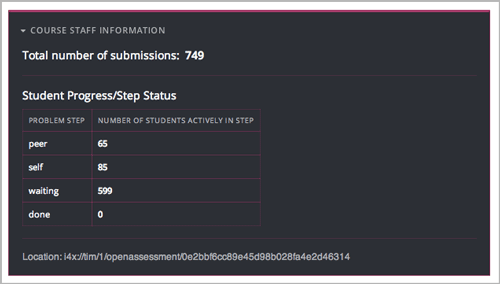 COURSE STAFF INFORMATION
Total number of submissions: 749
Student Progress/Step Status
PROBLEM STEP NUMBER OF STUDENTS ACTIVELY IN STEP
peer 65
self 85
waiting 599
done 0
Location: i4x://tim/1/openassessment/0e2bbf6cc89e45d98b028fa4e2d46314